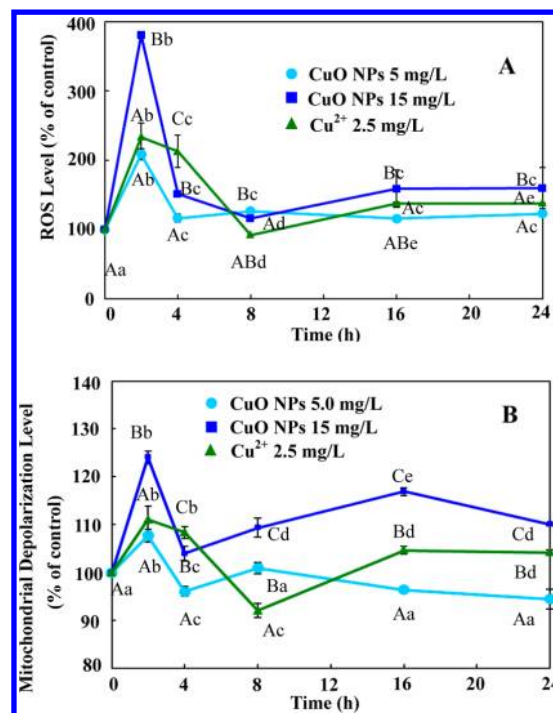 400
300
200
100
0
ROS Level (% of control)
A
CuO NPs 5 mg/L
CuO NPs 15 mg/L
Cu²⁺ 2.5 mg/L
Bb
Ab
Cc
Ab
Bc
Bc
Bc
Bc
Ac
Ad
Ac
Ae
Aa
ABd
ABe
Ac
0 4 8 12 16 20 24
Time (h)
140
130
120
110
100
90
80
Mitochondrial Depolarization Level
(% of control)
B
CuO NPs 5.0 mg/L
CuO NPs 15 mg/L
Cu²⁺ 2.5 mg/L
Bb
Ab
Cb
Ce
Cd
Cd
Ab
Bc
Bd
Bd
Aa
Ba
Ac
Ac
Aa
Aa
0 4 8 12 16 20 24
Time (h)